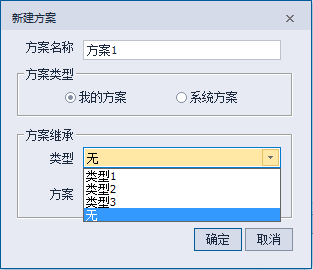 新建方案
方案名称 方案1
方案类型
我的方案 系统方案
方案继承
类型 无
类型1
类型2
方案 类型3
无
确定 取消